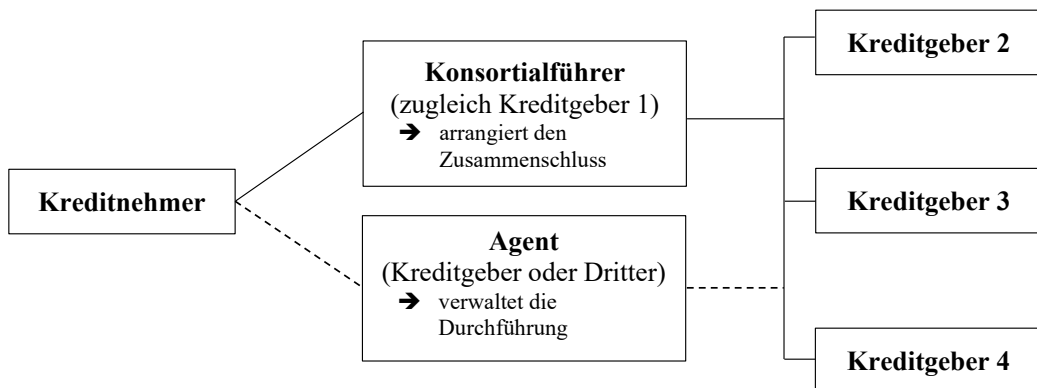 Kreditnehmer
Konsortialführer
(zugleich Kreditgeber 1)
➔ arrangiert den
Zusammenschluss
Agent
(Kreditgeber oder Dritter)
➔ verwaltet die
Durchführung
Kreditgeber 2
Kreditgeber 3
Kreditgeber 4